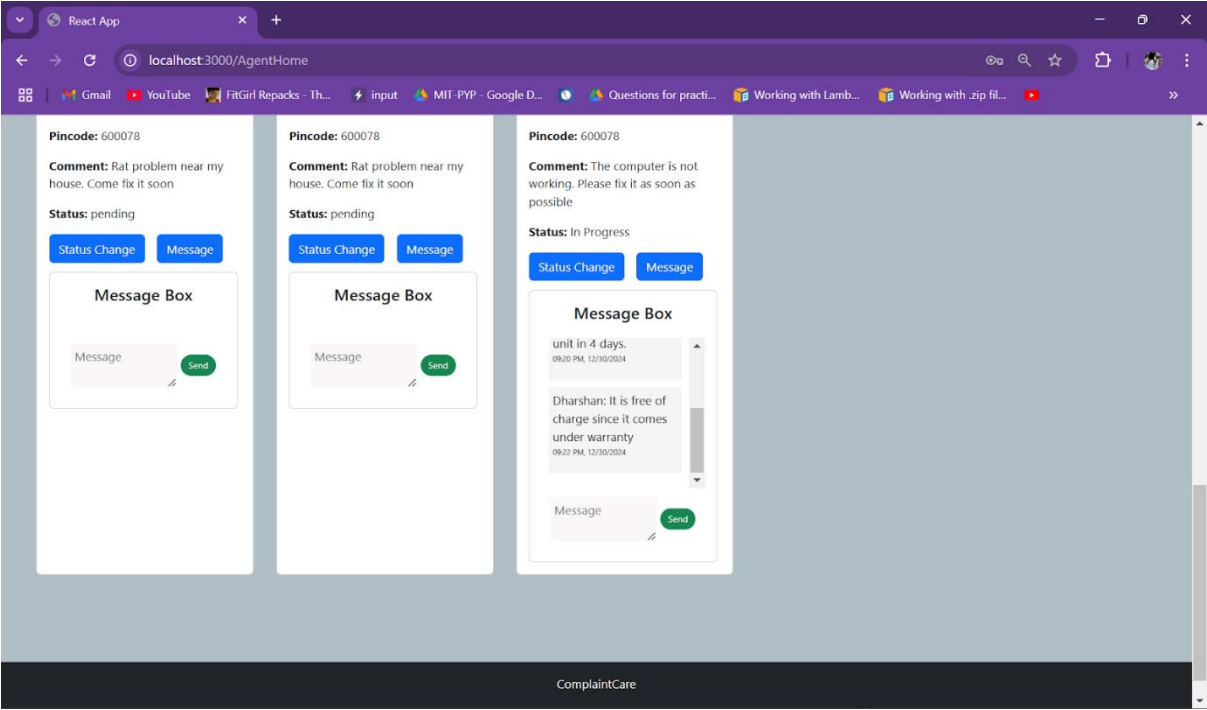 React App
localhost:3000/AgentHome
Gmail
YouTube
FitGirl Repacks - Th...
input
MIT-PYP - Google D...
Questions for practi...
Working with Lamb...
Working with .zip fil...
Pincode: 600078
Comment: Rat problem near my
house. Come fix it soon
Status: pending
Status Change
Message
Message Box
Message
Send
Pincode: 600078
Comment: Rat problem near my
house. Come fix it soon
Status: pending
Status Change
Message
Message Box
Message
Send
Pincode: 600078
Comment: The computer is not
working. Please fix it as soon as
possible
Status: In Progress
Status Change
Message
Message Box
unit in 4 days.
09:20 PM, 12/30/2024
Dharshan: It is free of
charge since it comes
under warranty
09:22 PM, 12/30/2024
Message
Send
ComplaintCare